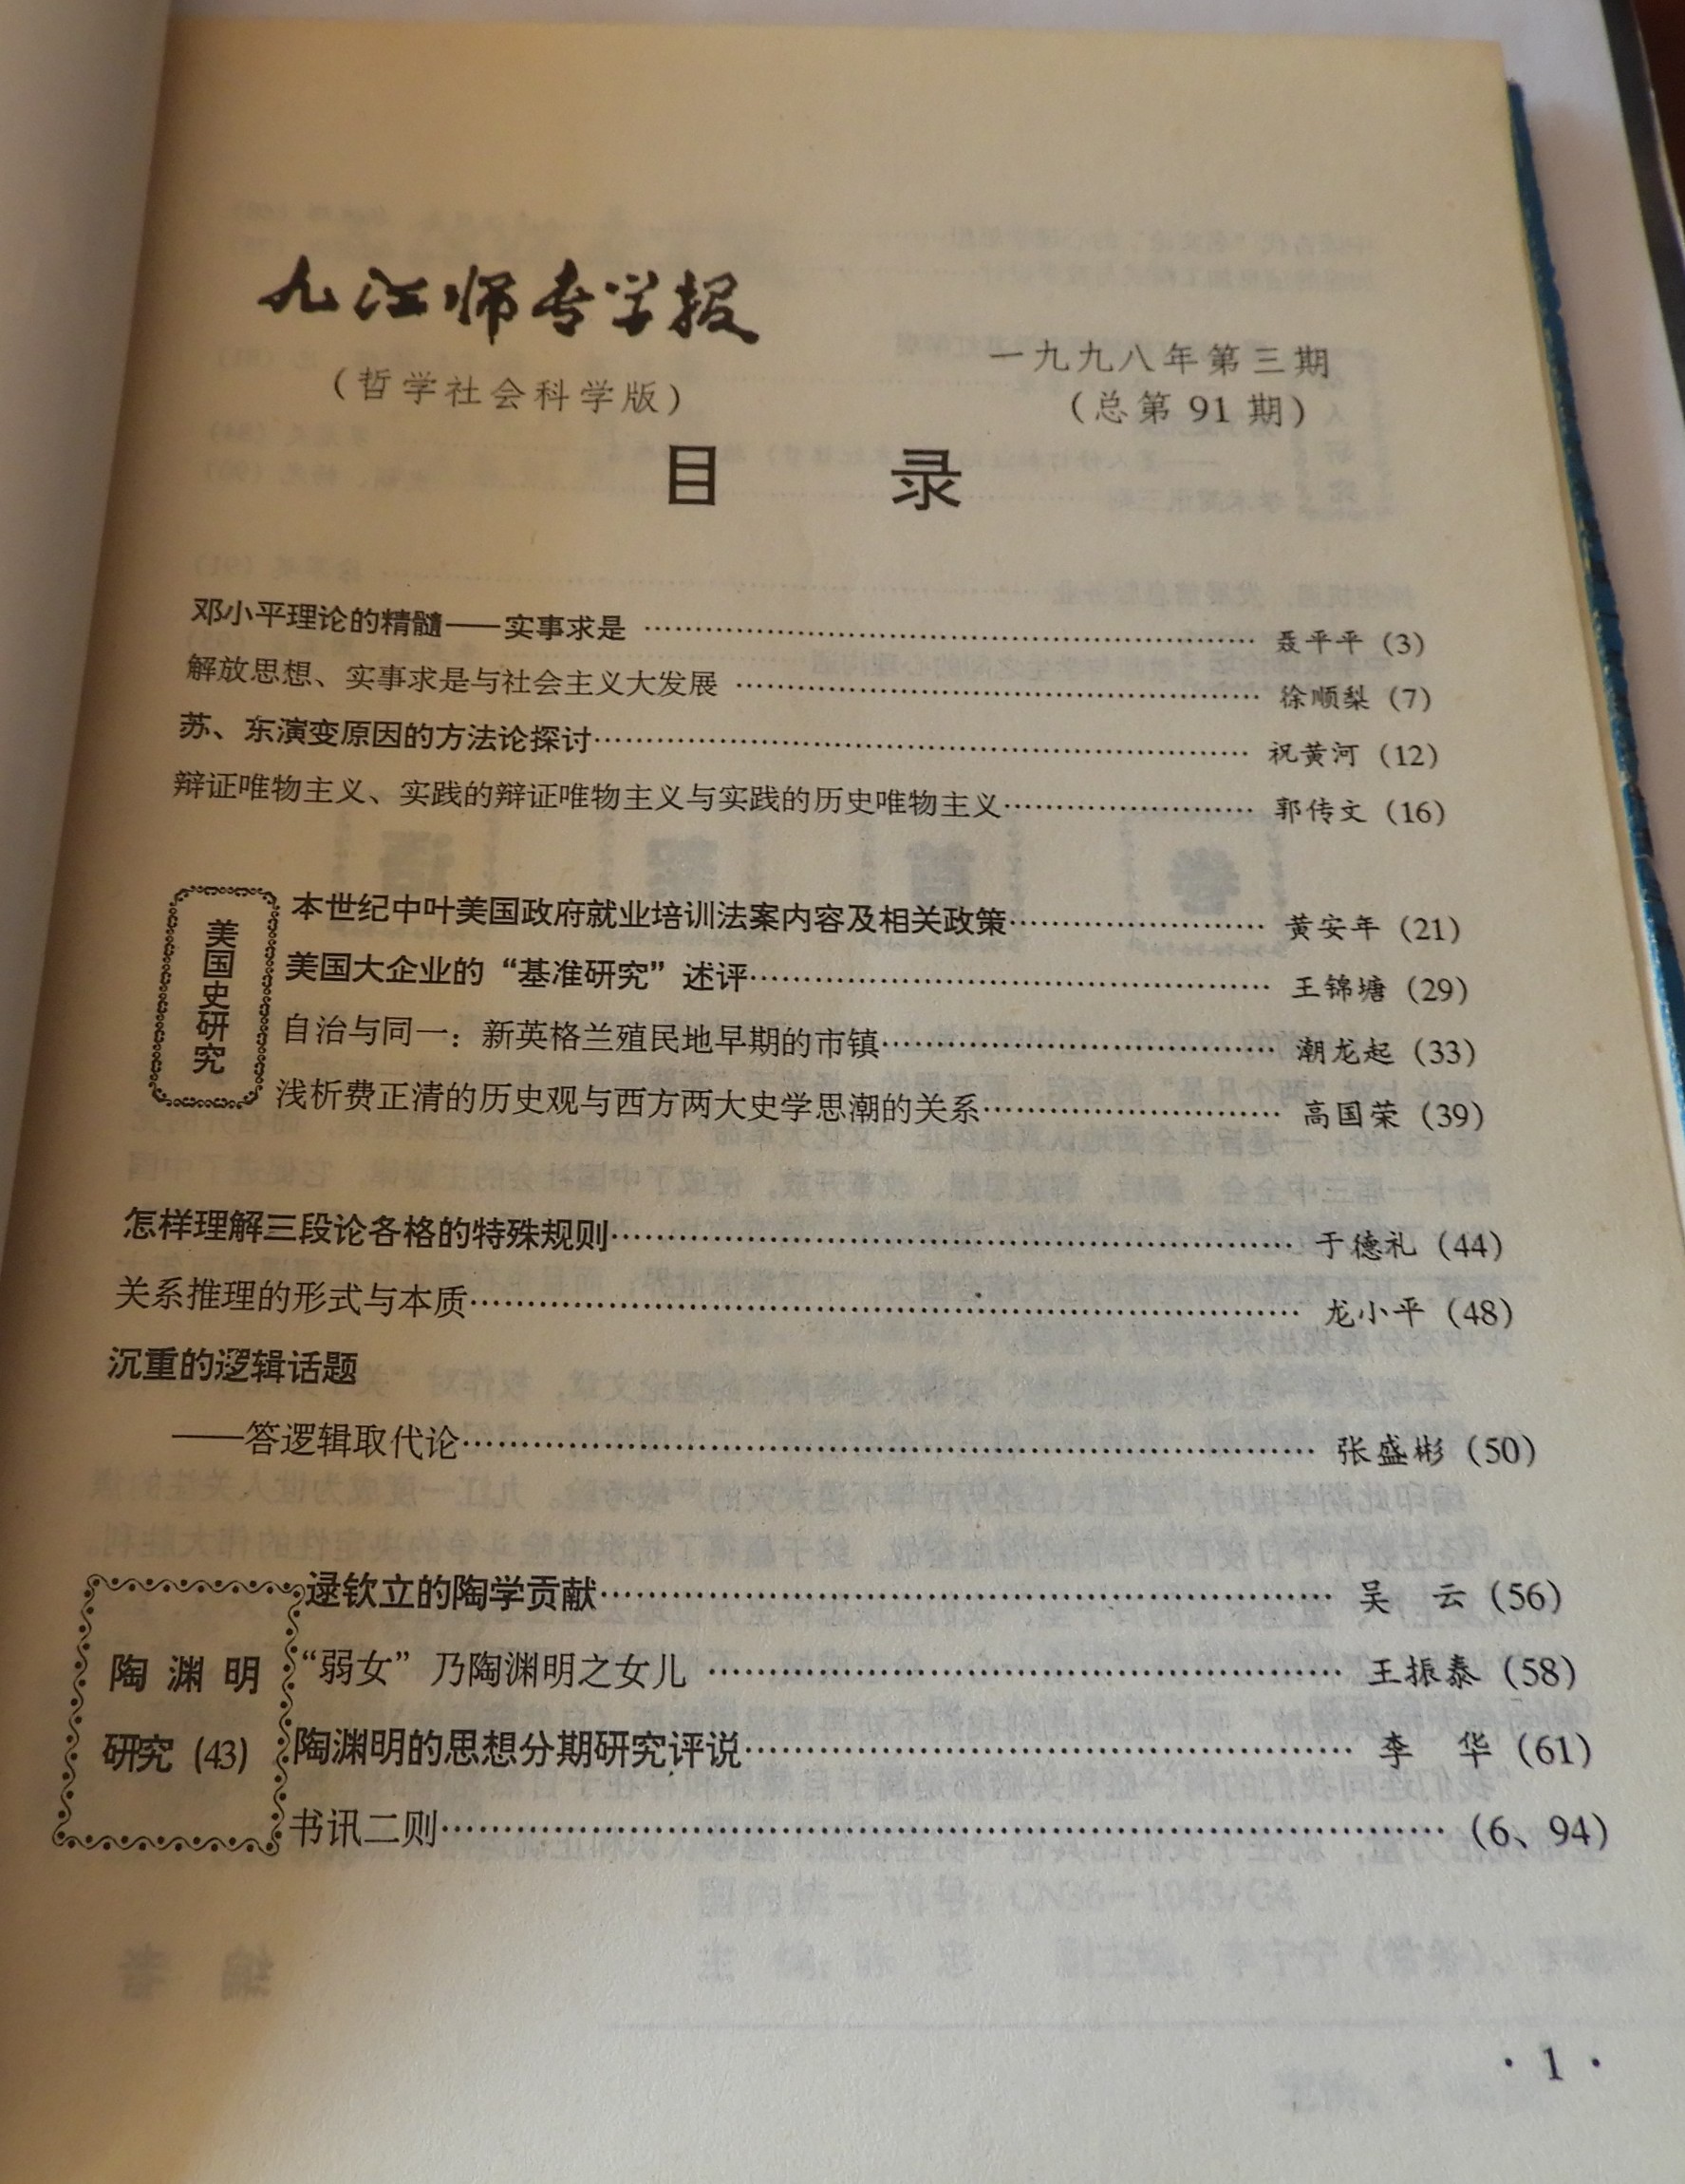 九江师专学报
(哲学社会科学版)
一九九八年第三期
(总第 91 期)
目 录
邓小平理论的精髓——实事求是 …… 聂平平 (3)
解放思想、实事求是与社会主义大发展 …… 徐顺梨 (7)
苏、东演变原因的方法论探讨…… 祝黄河 (12)
辩证唯物主义、实践的辩证唯物主义与实践的历史唯物主义…… 郭传文 (16)
美国史研究
本世纪中叶美国政府就业培训法案内容及相关政策…… 黄安年 (21)
美国大企业的“基准研究”述评…… 王锦塘 (29)
自治与同一：新英格兰殖民地早期的市镇…… 潮龙起 (33)
浅析费正清的历史观与西方两大史学思潮的关系…… 高国荣 (39)
怎样理解三段论各格的特殊规则…… 于德礼 (44)
关系推理的形式与本质…… 龙小平 (48)
沉重的逻辑话题
——答逻辑取代论…… 张盛彬 (50)
陶渊明
研究 (43)
逯钦立的陶学贡献…… 吴 云 (56)
“弱女”乃陶渊明之女儿 …… 王振泰 (58)
陶渊明的思想分期研究评说…… 李 华 (61)
书讯二则…… (6、94)
· 1 ·